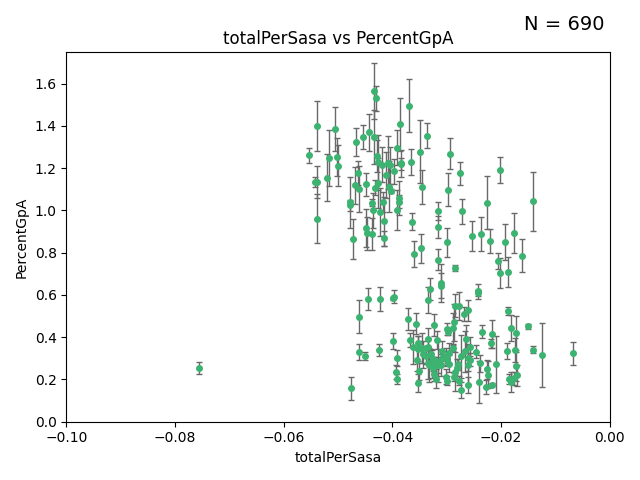 N = 690
totalPerSasa vs PercentGpA
PercentGpA
1.6
1.4
1.2
1.0
0.8
0.6
0.4
0.2
0.0
−0.10 −0.08 −0.06 −0.04 −0.02 0.00
totalPerSasa